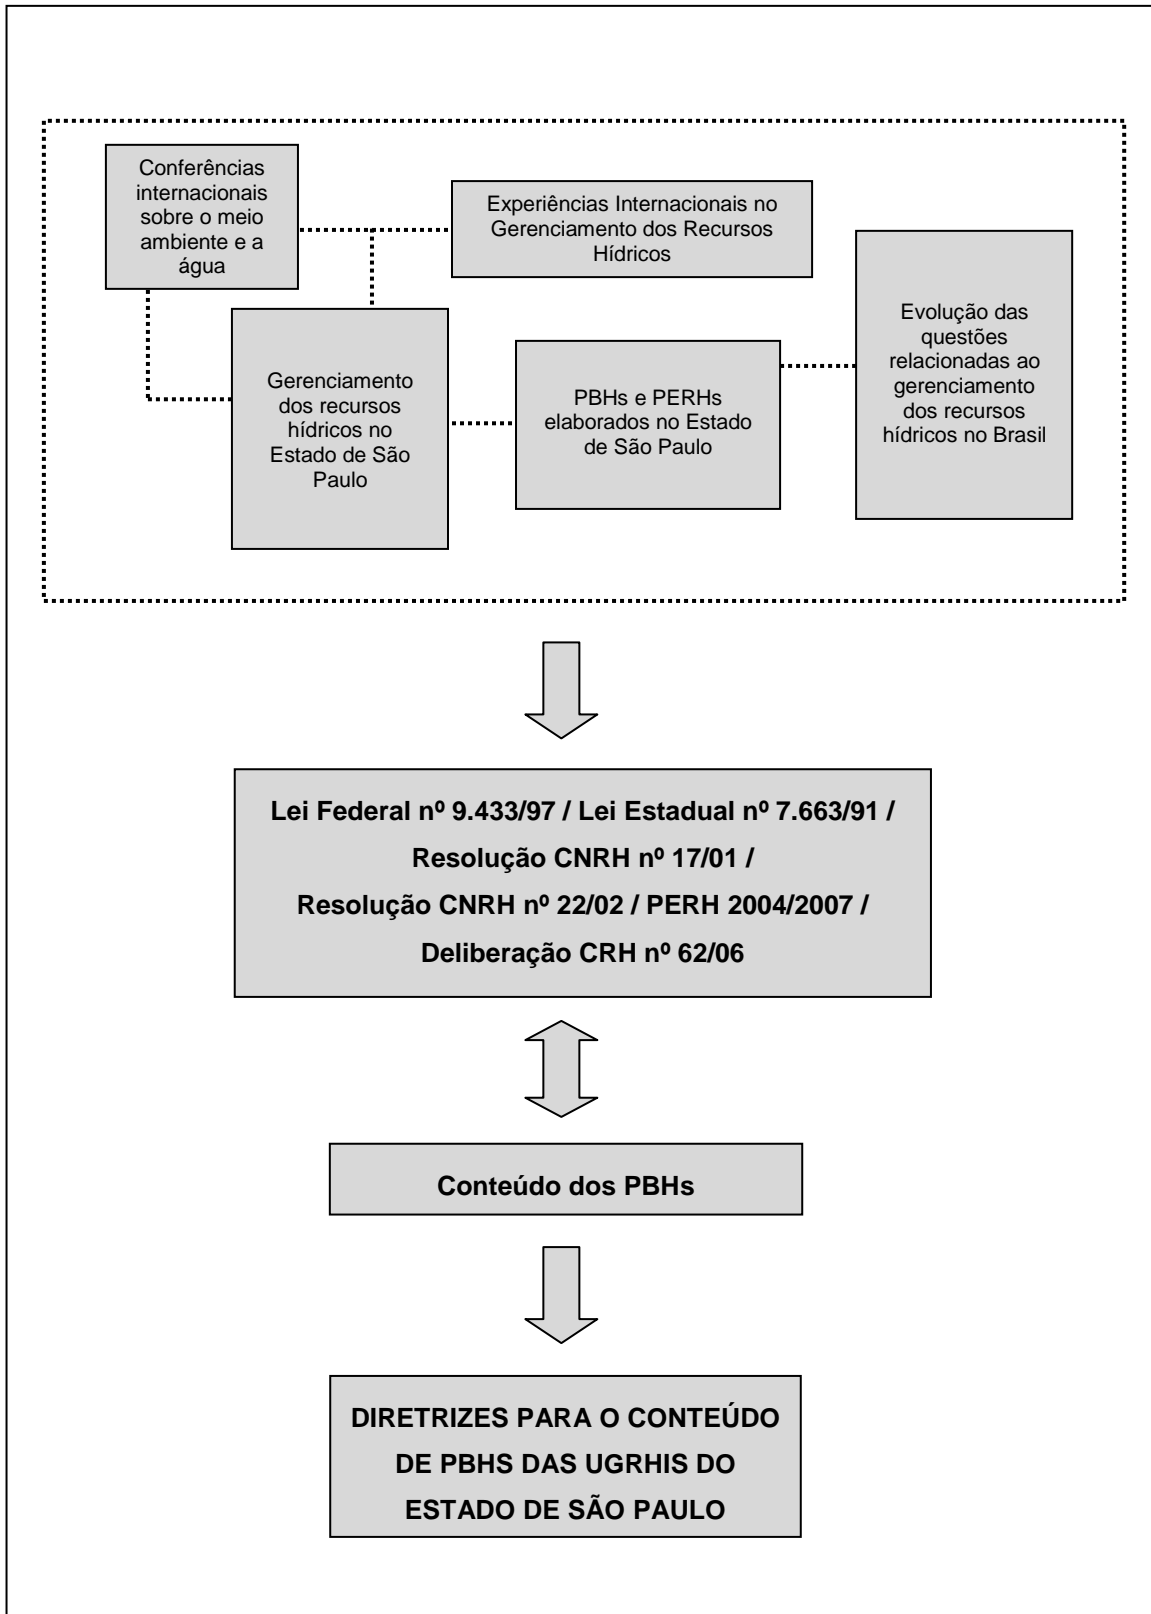 Conferências
internacionais
sobre o meio
ambiente e a
água
Experiências Internacionais no
Gerenciamento dos Recursos
Hídricos
Evolução das
questões
relacionadas ao
gerenciamento
dos recursos
hídricos no Brasil
Gerenciamento
dos recursos
hídricos no
Estado de São
Paulo
PBHs e PERHs
elaborados no Estado
de São Paulo
Lei Federal nº 9.433/97 / Lei Estadual nº 7.663/91 /
Resolução CNRH nº 17/01 /
Resolução CNRH nº 22/02 / PERH 2004/2007 /
Deliberação CRH nº 62/06
Conteúdo dos PBHs
DIRETRIZES PARA O CONTEÚDO
DE PBHS DAS UGRHIS DO
ESTADO DE SÃO PAULO